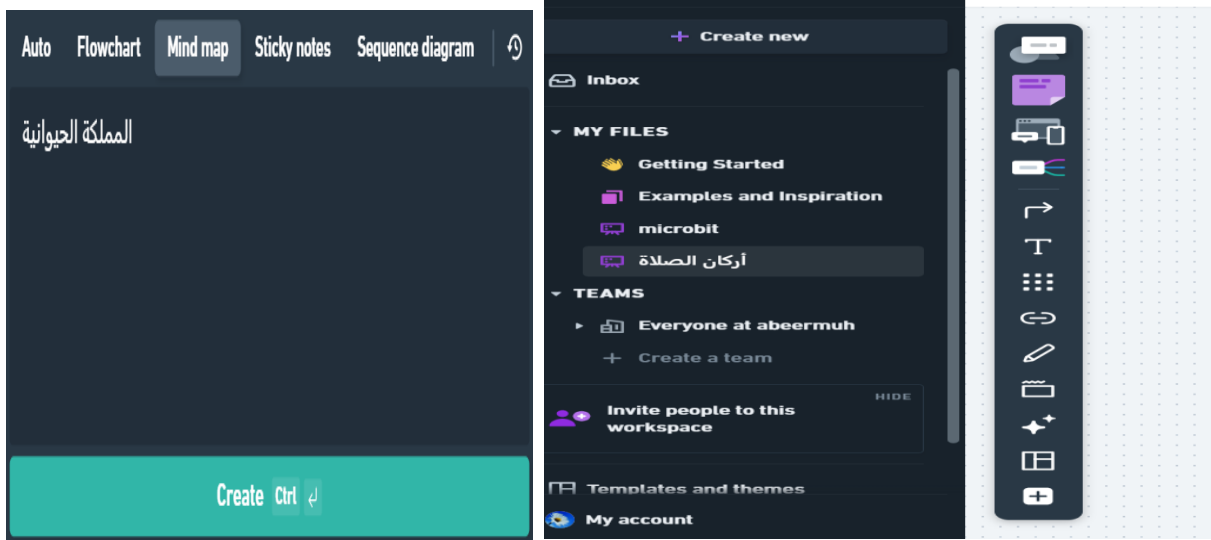 Auto Flowchart Mind map Sticky notes Sequence diagram
المملكة الحيوانية
Create Ctrl ↲
+ Create new
Inbox
MY FILES
Getting Started
Examples and Inspiration
microbit
أركان الصلاة
TEAMS
Everyone at abeermuh
+ Create a team
HIDE
Invite people to this
workspace
Templates and themes
My account
T